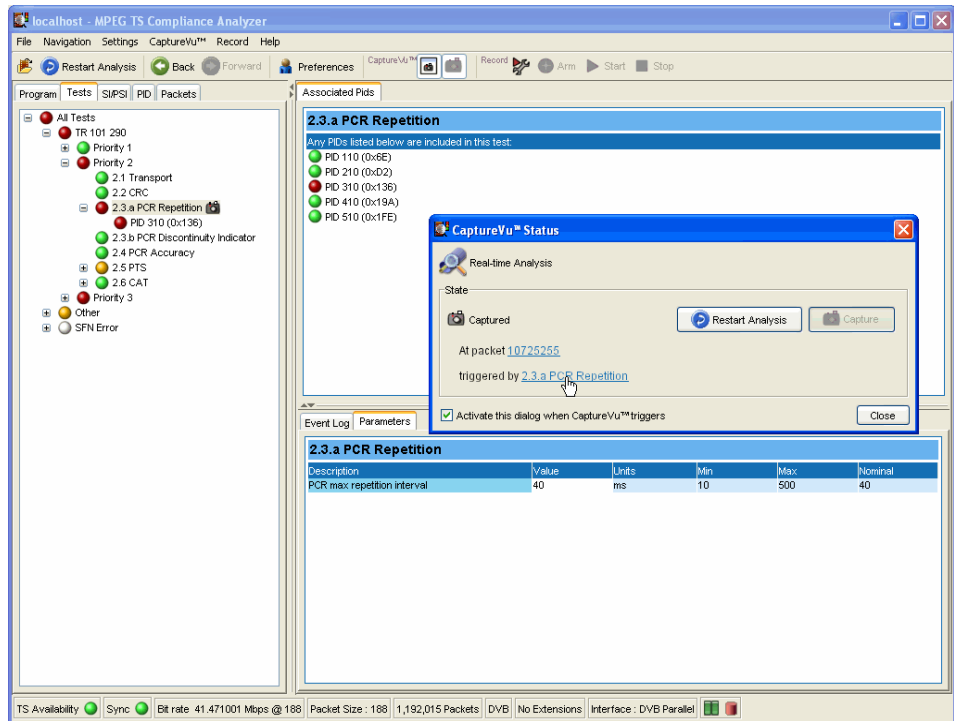 localhost - MPEG TS Compliance Analyzer
File Navigation Settings CaptureVu™ Record Help
Restart Analysis Back Forward Preferences CaptureVu™ Record Arm Start Stop
Program Tests SI/PSI PID Packets
All Tests
TR 101 290
Priority 1
Priority 2
2.1 Transport
2.2 CRC
2.3.a PCR Repetition
PID 310 (0x136)
2.3.b PCR Discontinuity Indicator
2.4 PCR Accuracy
2.5 PTS
2.6 CAT
Priority 3
Other
SFN Error
Associated Pids
2.3.a PCR Repetition
Any PIDs listed below are included in this test:
PID 110 (0x6E)
PID 210 (0xD2)
PID 310 (0x136)
PID 410 (0x19A)
PID 510 (0x1FE)
CaptureVu™ Status
Real-time Analysis
State
Captured
Restart Analysis
Capture
At packet 10725255
triggered by 2.3.a PCR Repetition
Activate this dialog when CaptureVu™ triggers
Close
Event Log Parameters
2.3.a PCR Repetition
Description Value Units Min Max Nominal
PCR max repetition interval 40 ms 10 500 40
TS Availability Sync Bit rate 41.471001 Mbps @ 188 Packet Size : 188 1,192,015 Packets DVB No Extensions Interface : DVB Parallel